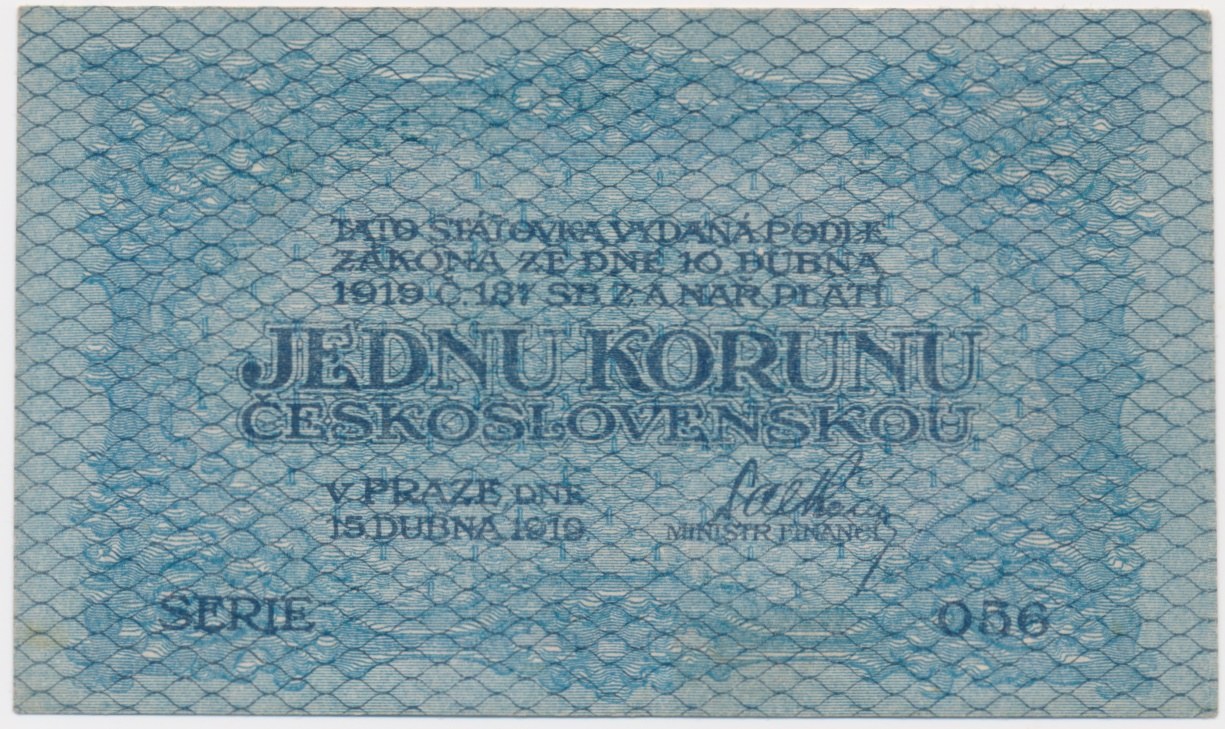 TATO STÁTOVKA VYDANÁ PODLE
ZÁKONA ZE DNE 10. DUBNA
1919 Č. 187 SB. Z. A NAR. PLATÍ
JEDNU KORUNU
ČESKOSLOVENSKOU
V PRAZE, DNE
15. DUBNA 1919.
MINISTR FINANCÍ
SERIE 056